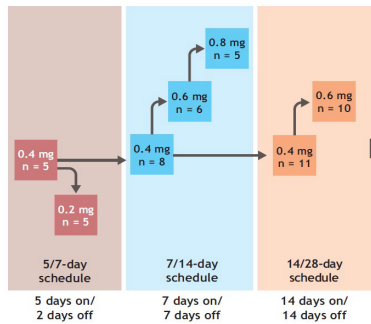 0.8 mg
n = 5
0.6 mg
n = 6
0.6 mg
n = 10
0.4 mg
n = 5
0.4 mg
n = 8
0.4 mg
n = 11
0.2 mg
n = 5
5/7-day
schedule
7/14-day
schedule
14/28-day
schedule
5 days on/
2 days off
7 days on/
7 days off
14 days on/
14 days off